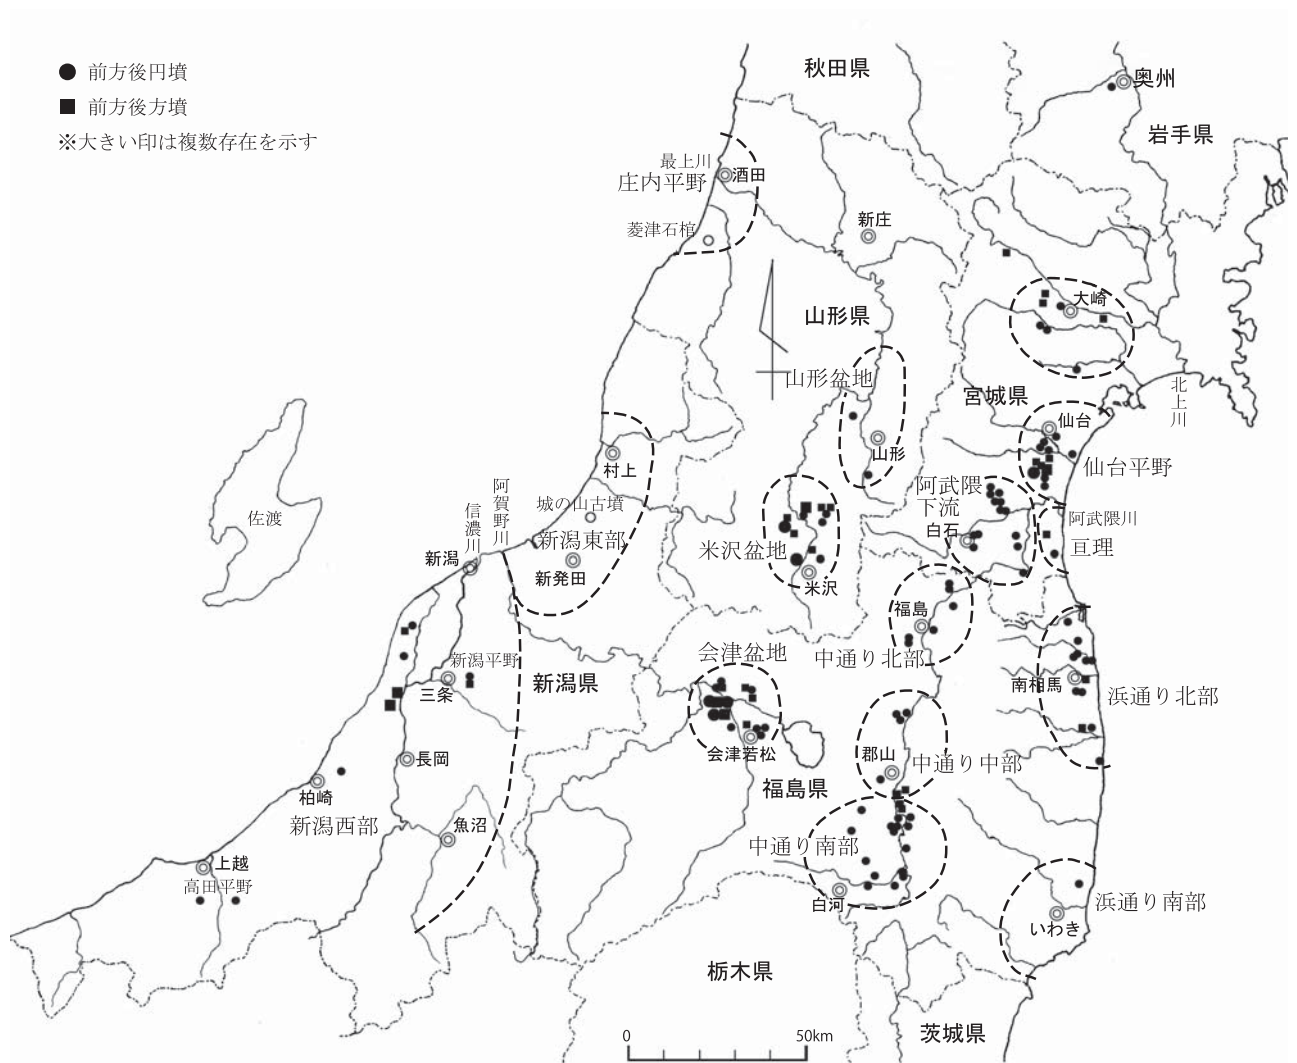 前方後円墳
前方後方墳
※大きい印は複数存在を示す
秋田県
奥州
岩手県
最上川
庄内平野
酒田
菱津石棺
新庄
大崎
山形県
山形盆地
宮城県
北上川
仙台
仙台平野
山形
村上
阿賀野川
信濃川
城の山古墳
佐渡
新潟東部
新潟
新発田
阿武隈
下流
白石
阿武隈川
亘理
米沢盆地
米沢
福島
中通り北部
会津盆地
新潟平野
新潟県
三条
南相馬
浜通り北部
会津若松
長岡
郡山
中通り中部
福島県
柏崎
新潟西部
魚沼
中通り南部
上越
高田平野
白河
浜通り南部
いわき
栃木県
茨城県
0
50km